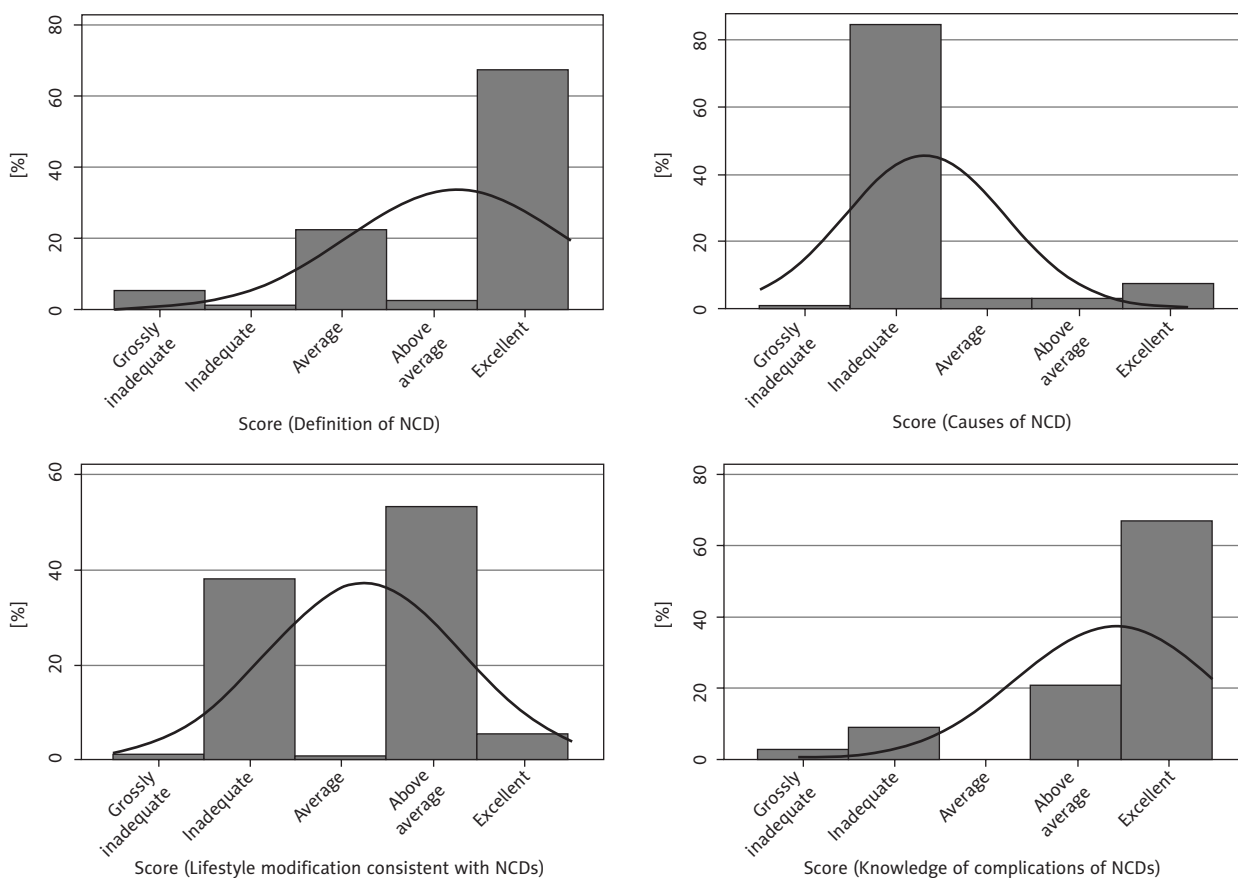 80
60
40
20
0
[%]
Grossly
inadequate
Inadequate
Average
Above
average
Excellent
Score (Definition of NCD)
80
60
40
20
0
[%]
Grossly
inadequate
Inadequate
Average
Above
average
Excellent
Score (Causes of NCD)
60
40
20
0
[%]
Grossly
inadequate
Inadequate
Average
Above
average
Excellent
Score (Lifestyle modification consistent with NCDs)
80
60
40
20
0
[%]
Grossly
inadequate
Inadequate
Average
Above
average
Excellent
Score (Knowledge of complications of NCDs)